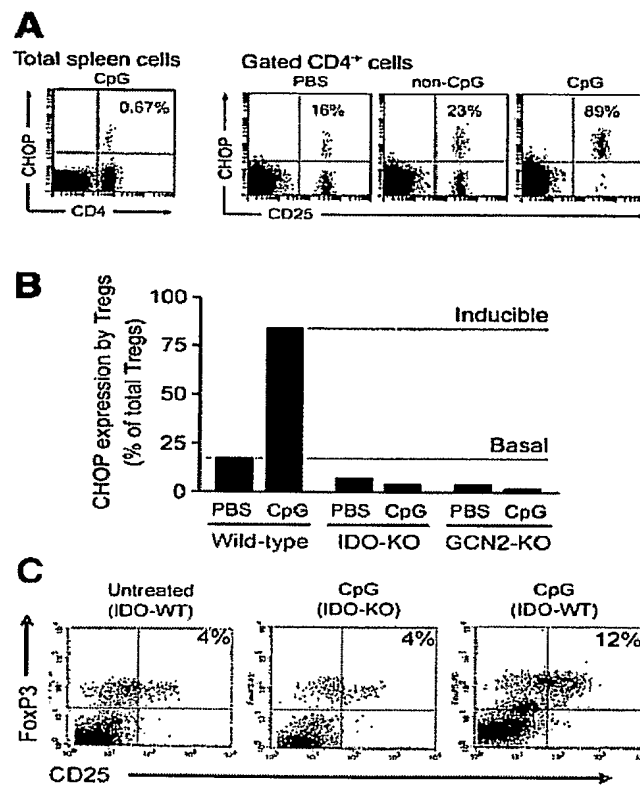 A
Total spleen cells
CpG
0.67%
CHOP
CD4
Gated CD4+ cells
PBS
non-CpG
CpG
16%
23%
89%
CHOP
CD25
B
CHOP expression by Tregs
(% of total Tregs)
100
75
50
25
0
Inducible
Basal
PBS
CpG
PBS
CpG
PBS
CpG
Wild-type
IDO-KO
GCN2-KO
C
Untreated
(IDO-WT)
CpG
(IDO-KO)
CpG
(IDO-WT)
4%
4%
12%
FoxP3
CD25